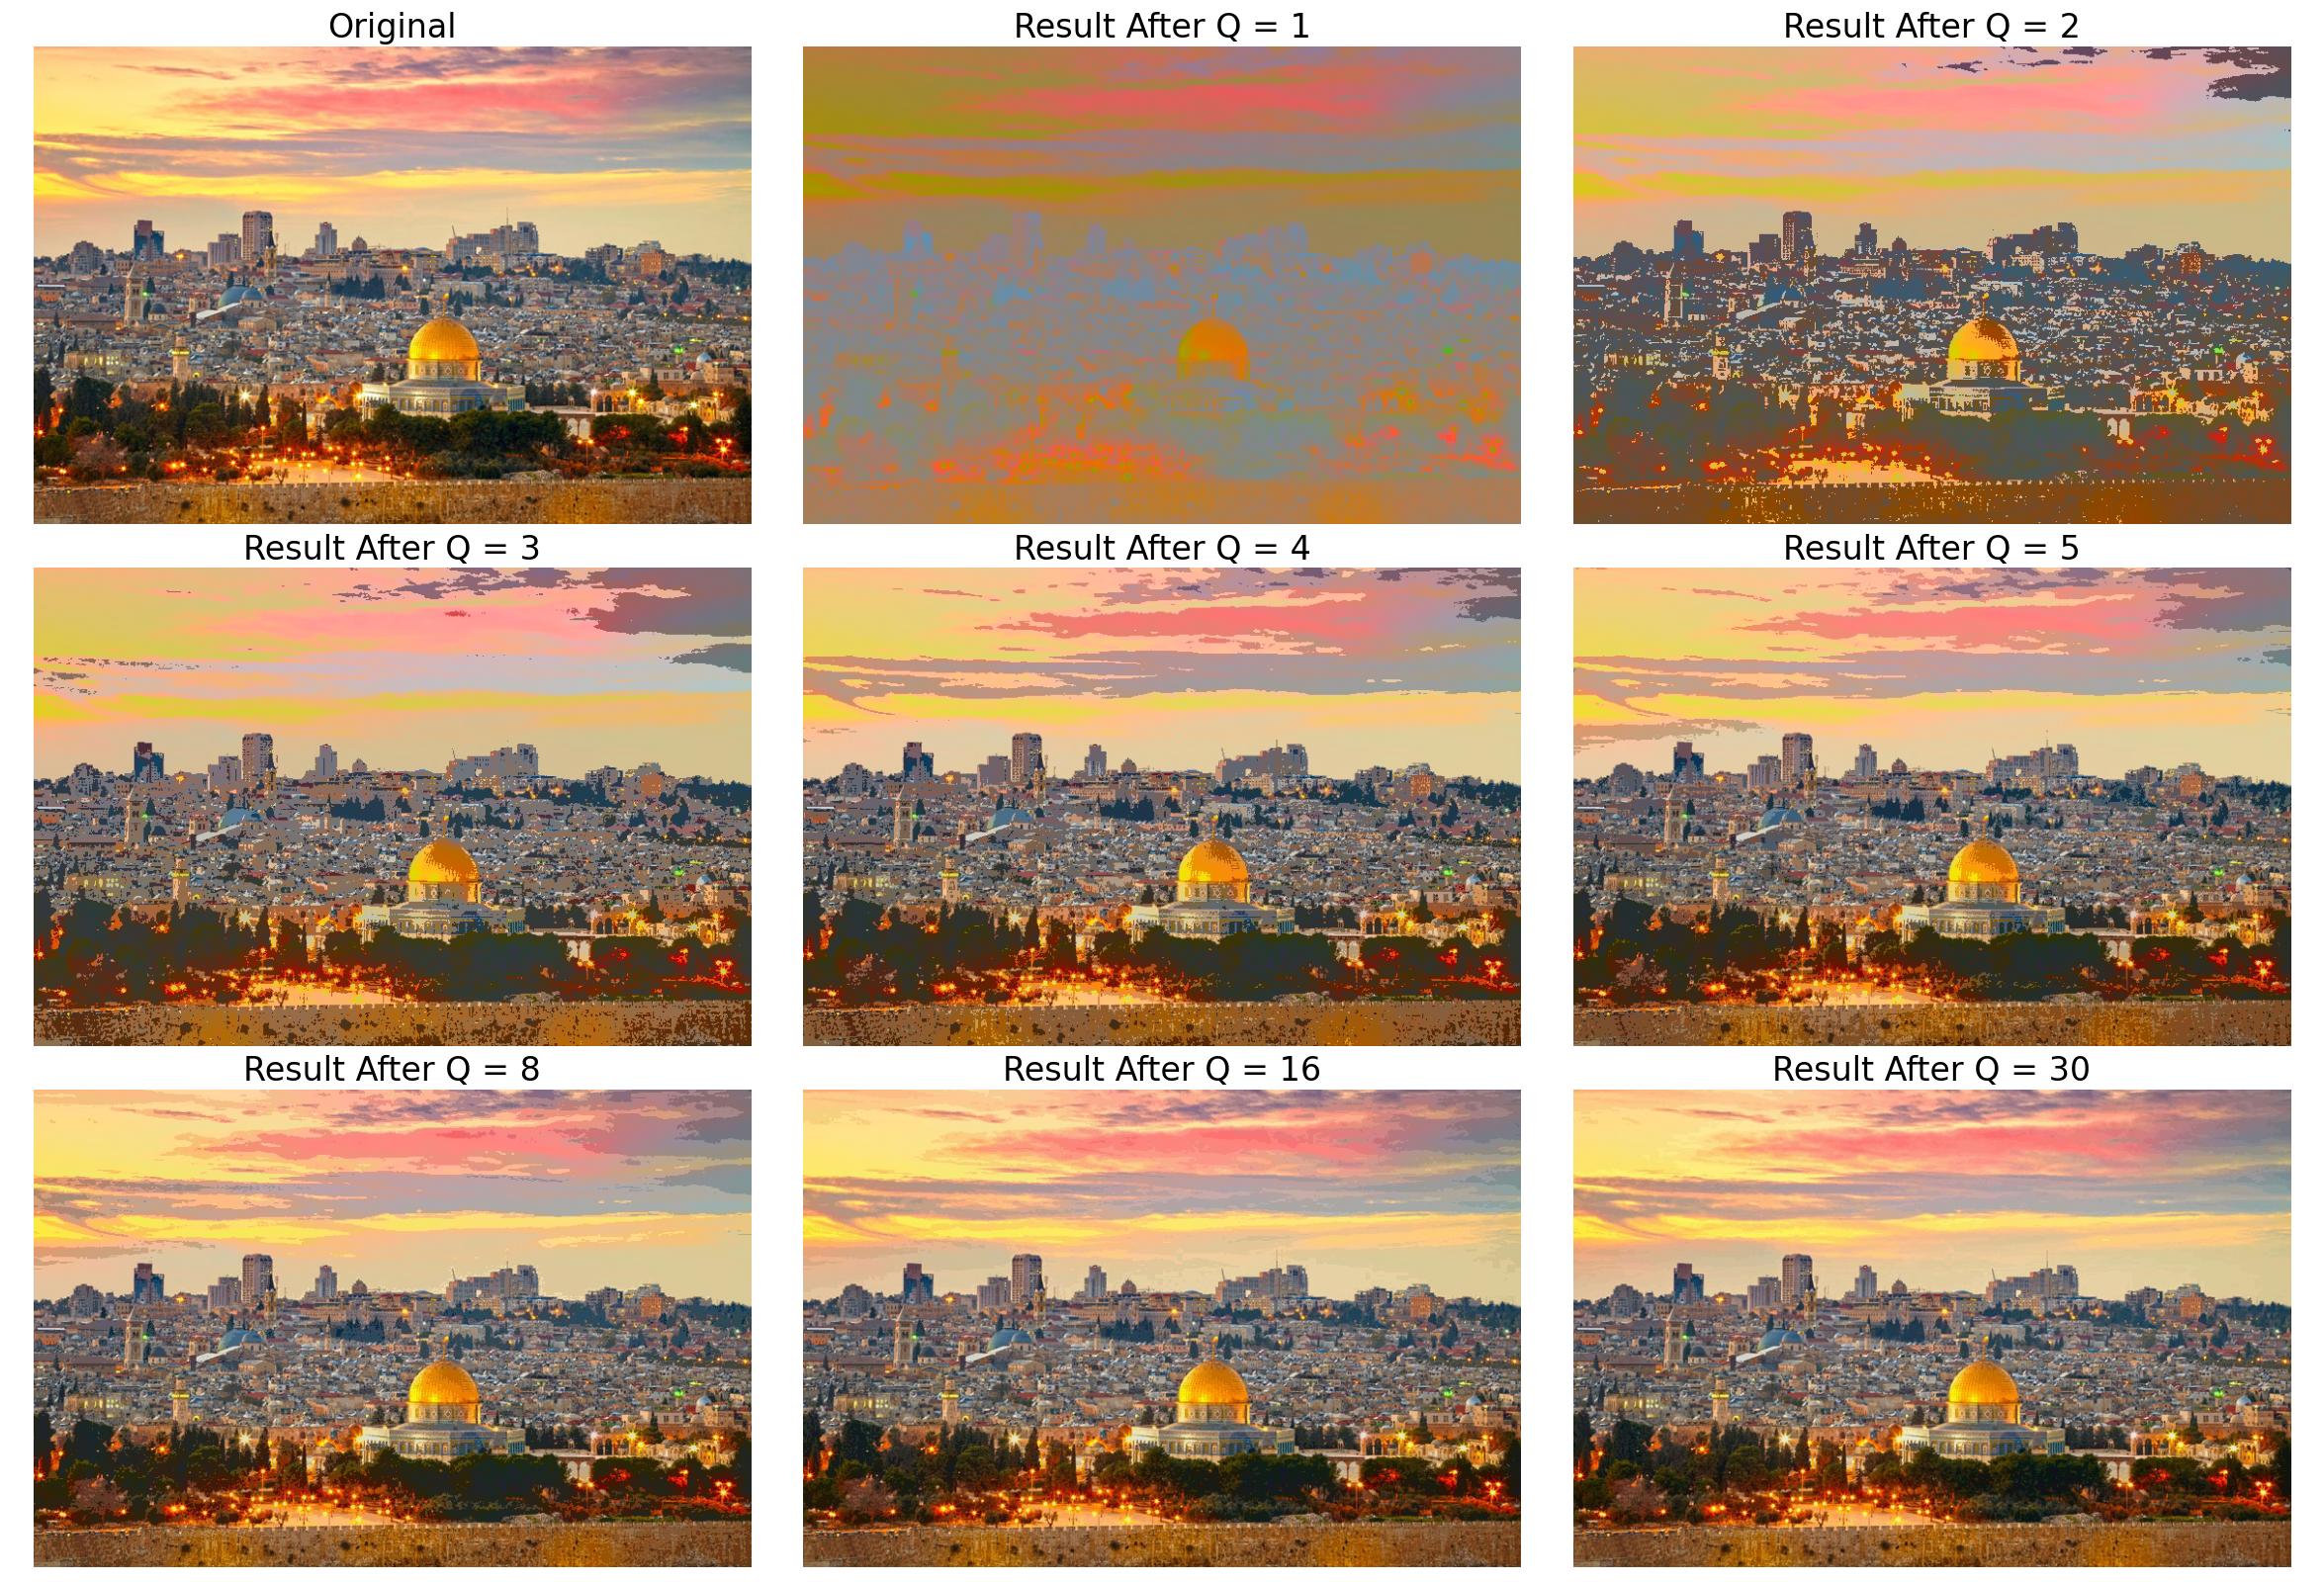 Original
Result After Q = 1
Result After Q = 2
Result After Q = 3
Result After Q = 4
Result After Q = 5
Result After Q = 8
Result After Q = 16
Result After Q = 30